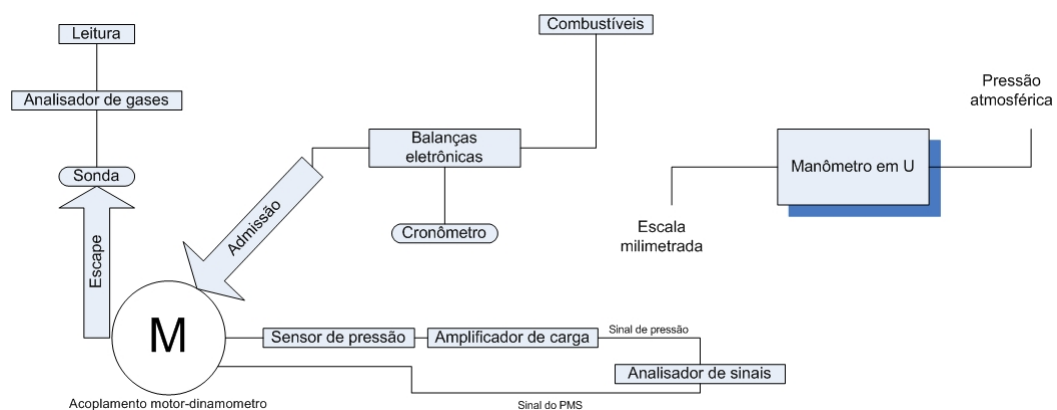 Leitura
Combustíveis
Analisador de gases
Pressão
atmosférica
Balanças
eletrônicas
Manômetro em U
Sonda
Admissão
Cronômetro
Escala
milimetrada
Escape
M
Sensor de pressão
Amplificador de carga
Sinal de pressão
Analisador de sinais
Acoplamento motor-dinamometro
Sinal do PMS